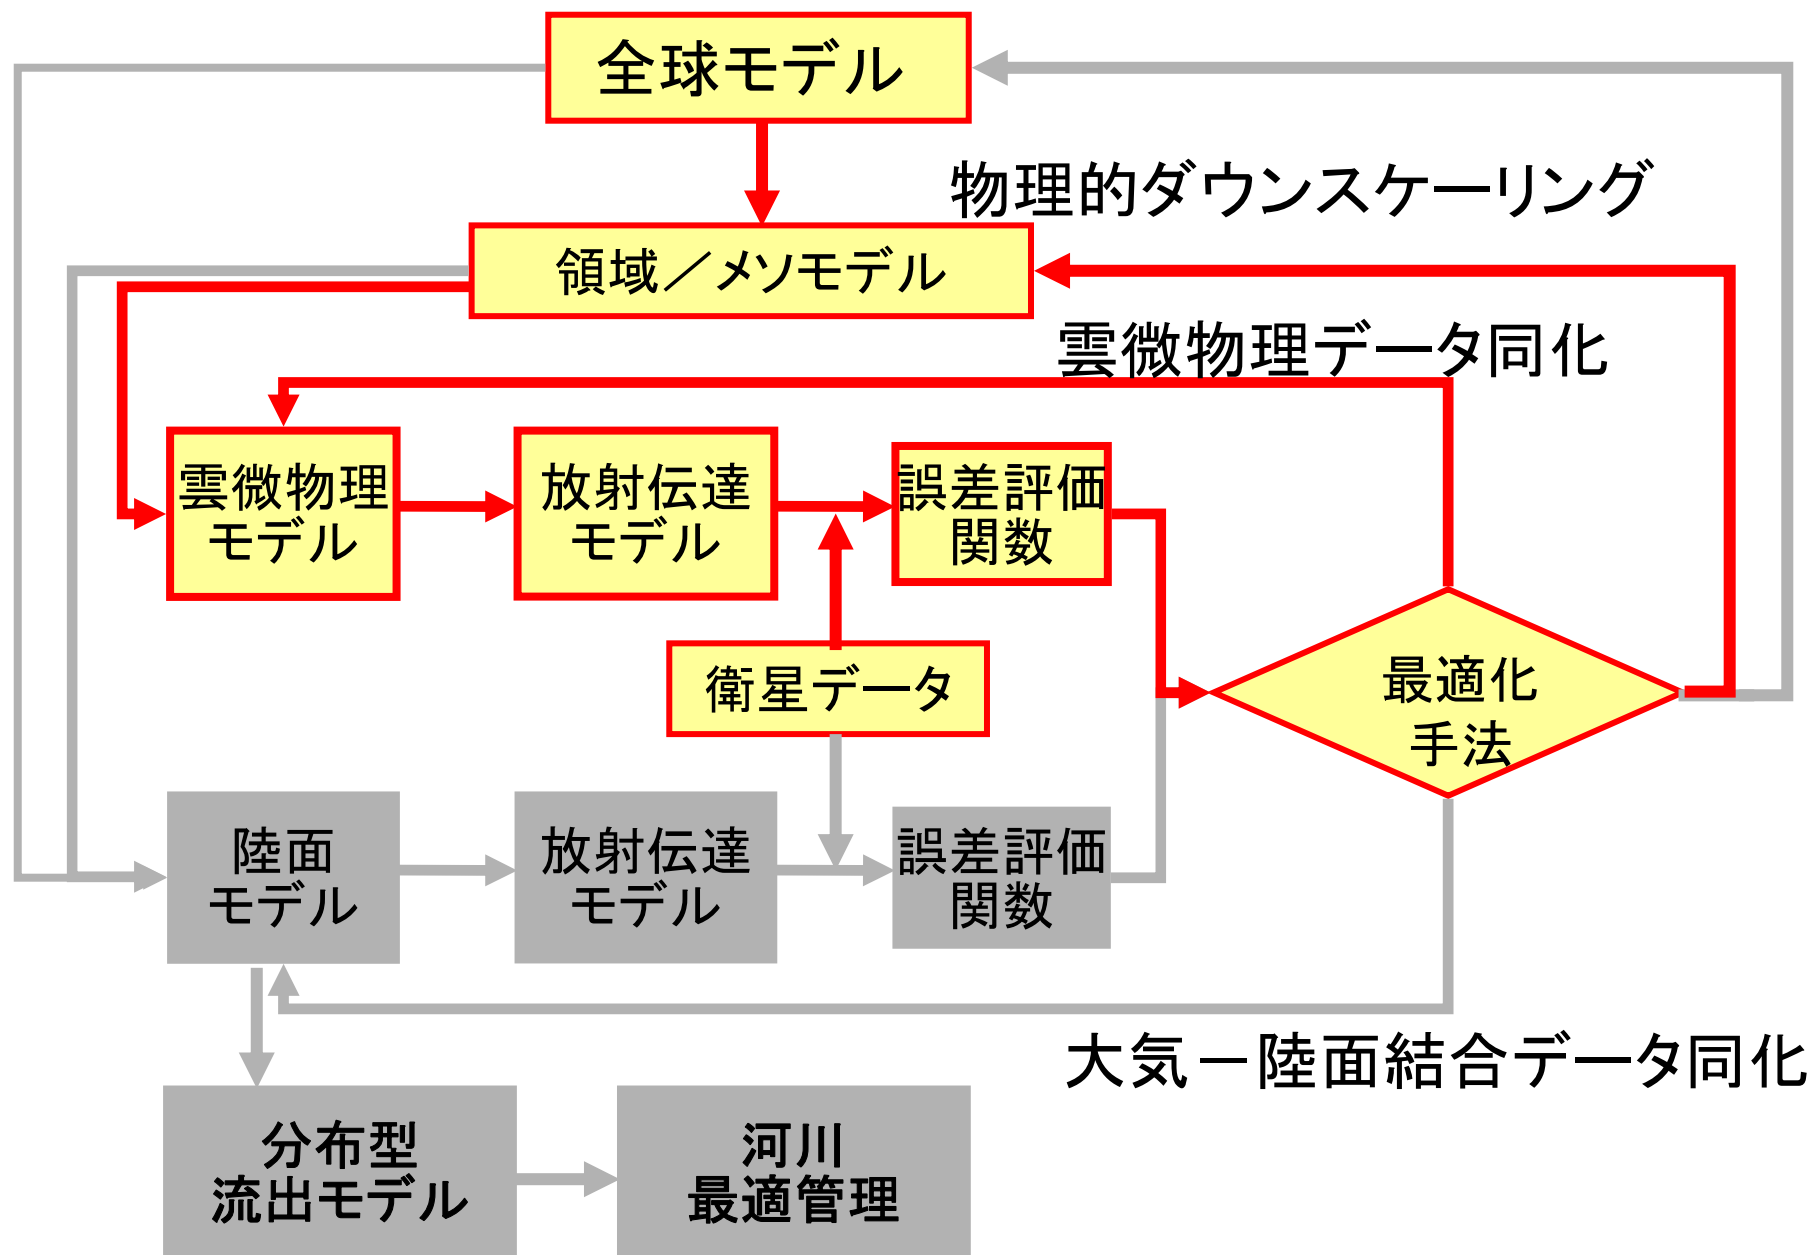 全球モデル
物理的ダウンスケーリング
領域／メソモデル
雲微物理データ同化
雲微物理
モデル
放射伝達
モデル
誤差評価
関数
衛星データ
最適化
手法
陸面
モデル
放射伝達
モデル
誤差評価
関数
大気－陸面結合データ同化
分布型
流出モデル
河川
最適管理